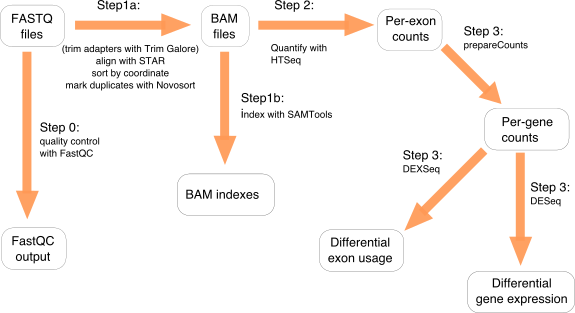 FASTQ
files
Step1a:
(trim adapters with Trim Galore)
align with STAR
sort by coordinate
mark duplicates with Novosort
BAM
files
Step 2:
Quantify with
HTSeq
Per-exon
counts
Step 3:
prepareCounts
Step 0:
quality control
with FastQC
Step1b:
index with SAMTools
Per-gene
counts
Step 3:
DEXSeq
Step 3:
DESeq
BAM indexes
FastQC
output
Differential
exon usage
Differential
gene expression